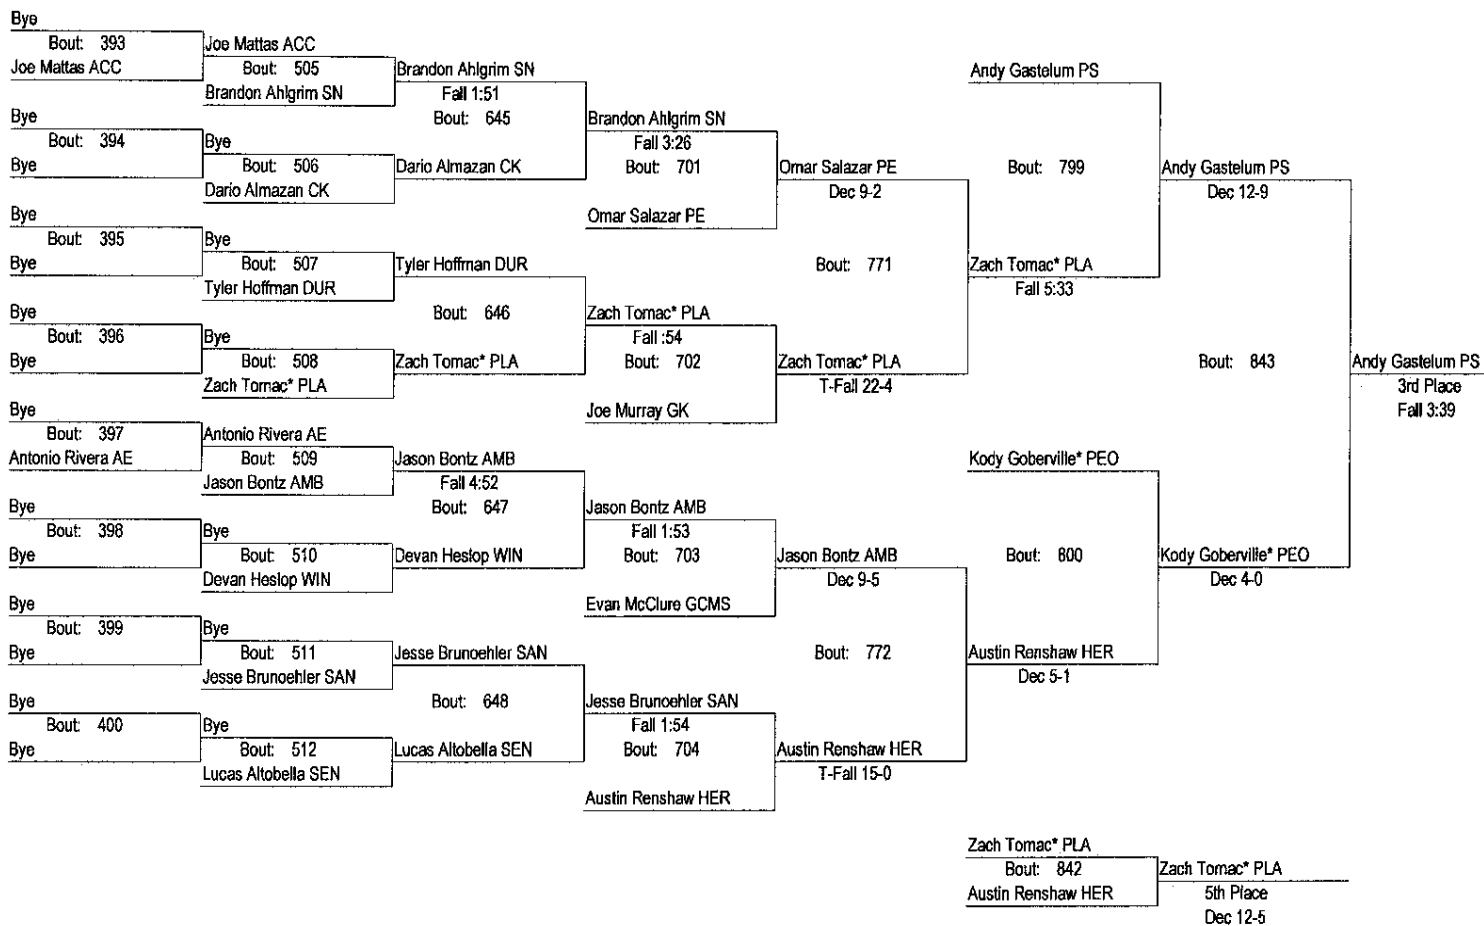 Bye
Bout: 393
Joe Mattas ACC
Bye
Bout: 394
Bye
Bye
Bout: 395
Bye
Bye
Bout: 396
Bye
Bye
Bout: 397
Antonio Rivera AE
Bye
Bout: 398
Bye
Bye
Bout: 399
Bye
Bye
Bout: 400
Bye
Joe Mattas ACC
Bout: 505
Brandon Ahlgrim SN
Bye
Bout: 506
Dario Almazan CK
Bye
Bout: 507
Tyler Hoffman DUR
Bye
Bout: 508
Zach Tomac* PLA
Antonio Rivera AE
Bout: 509
Jason Bontz AMB
Bye
Bout: 510
Devan Heslop WIN
Bye
Bout: 511
Jesse Brunoehler SAN
Bye
Bout: 512
Lucas Altobella SEN
Brandon Ahlgrim SN
Fall 1:51
Bout: 645
Dario Almazan CK
Tyler Hoffman DUR
Bout: 646
Zach Tomac* PLA
Jason Bontz AMB
Fall 4:52
Bout: 647
Devan Heslop WIN
Jesse Brunoehler SAN
Bout: 648
Lucas Altobella SEN
Brandon Ahlgrim SN
Fall 3:26
Bout: 701
Omar Salazar PE
Zach Tomac* PLA
Fall :54
Bout: 702
Joe Murray GK
Jason Bontz AMB
Fall 1:53
Bout: 703
Evan McClure GCMS
Jesse Brunoehler SAN
Fall 1:54
Bout: 704
Austin Renshaw HER
Omar Salazar PE
Dec 9-2
Bout: 771
Zach Tomac* PLA
T-Fall 22-4
Jason Bontz AMB
Dec 9-5
Bout: 772
Austin Renshaw HER
T-Fall 15-0
Andy Gastelum PS
Bout: 799
Zach Tomac* PLA
Fall 5:33
Kody Goberville* PEO
Bout: 800
Austin Renshaw HER
Dec 5-1
Andy Gastelum PS
Dec 12-9
Bout: 843
Kody Goberville* PEO
Dec 4-0
Andy Gastelum PS
3rd Place
Fall 3:39
Zach Tomac* PLA
Bout: 842
Austin Renshaw HER
Zach Tomac* PLA
5th Place
Dec 12-5